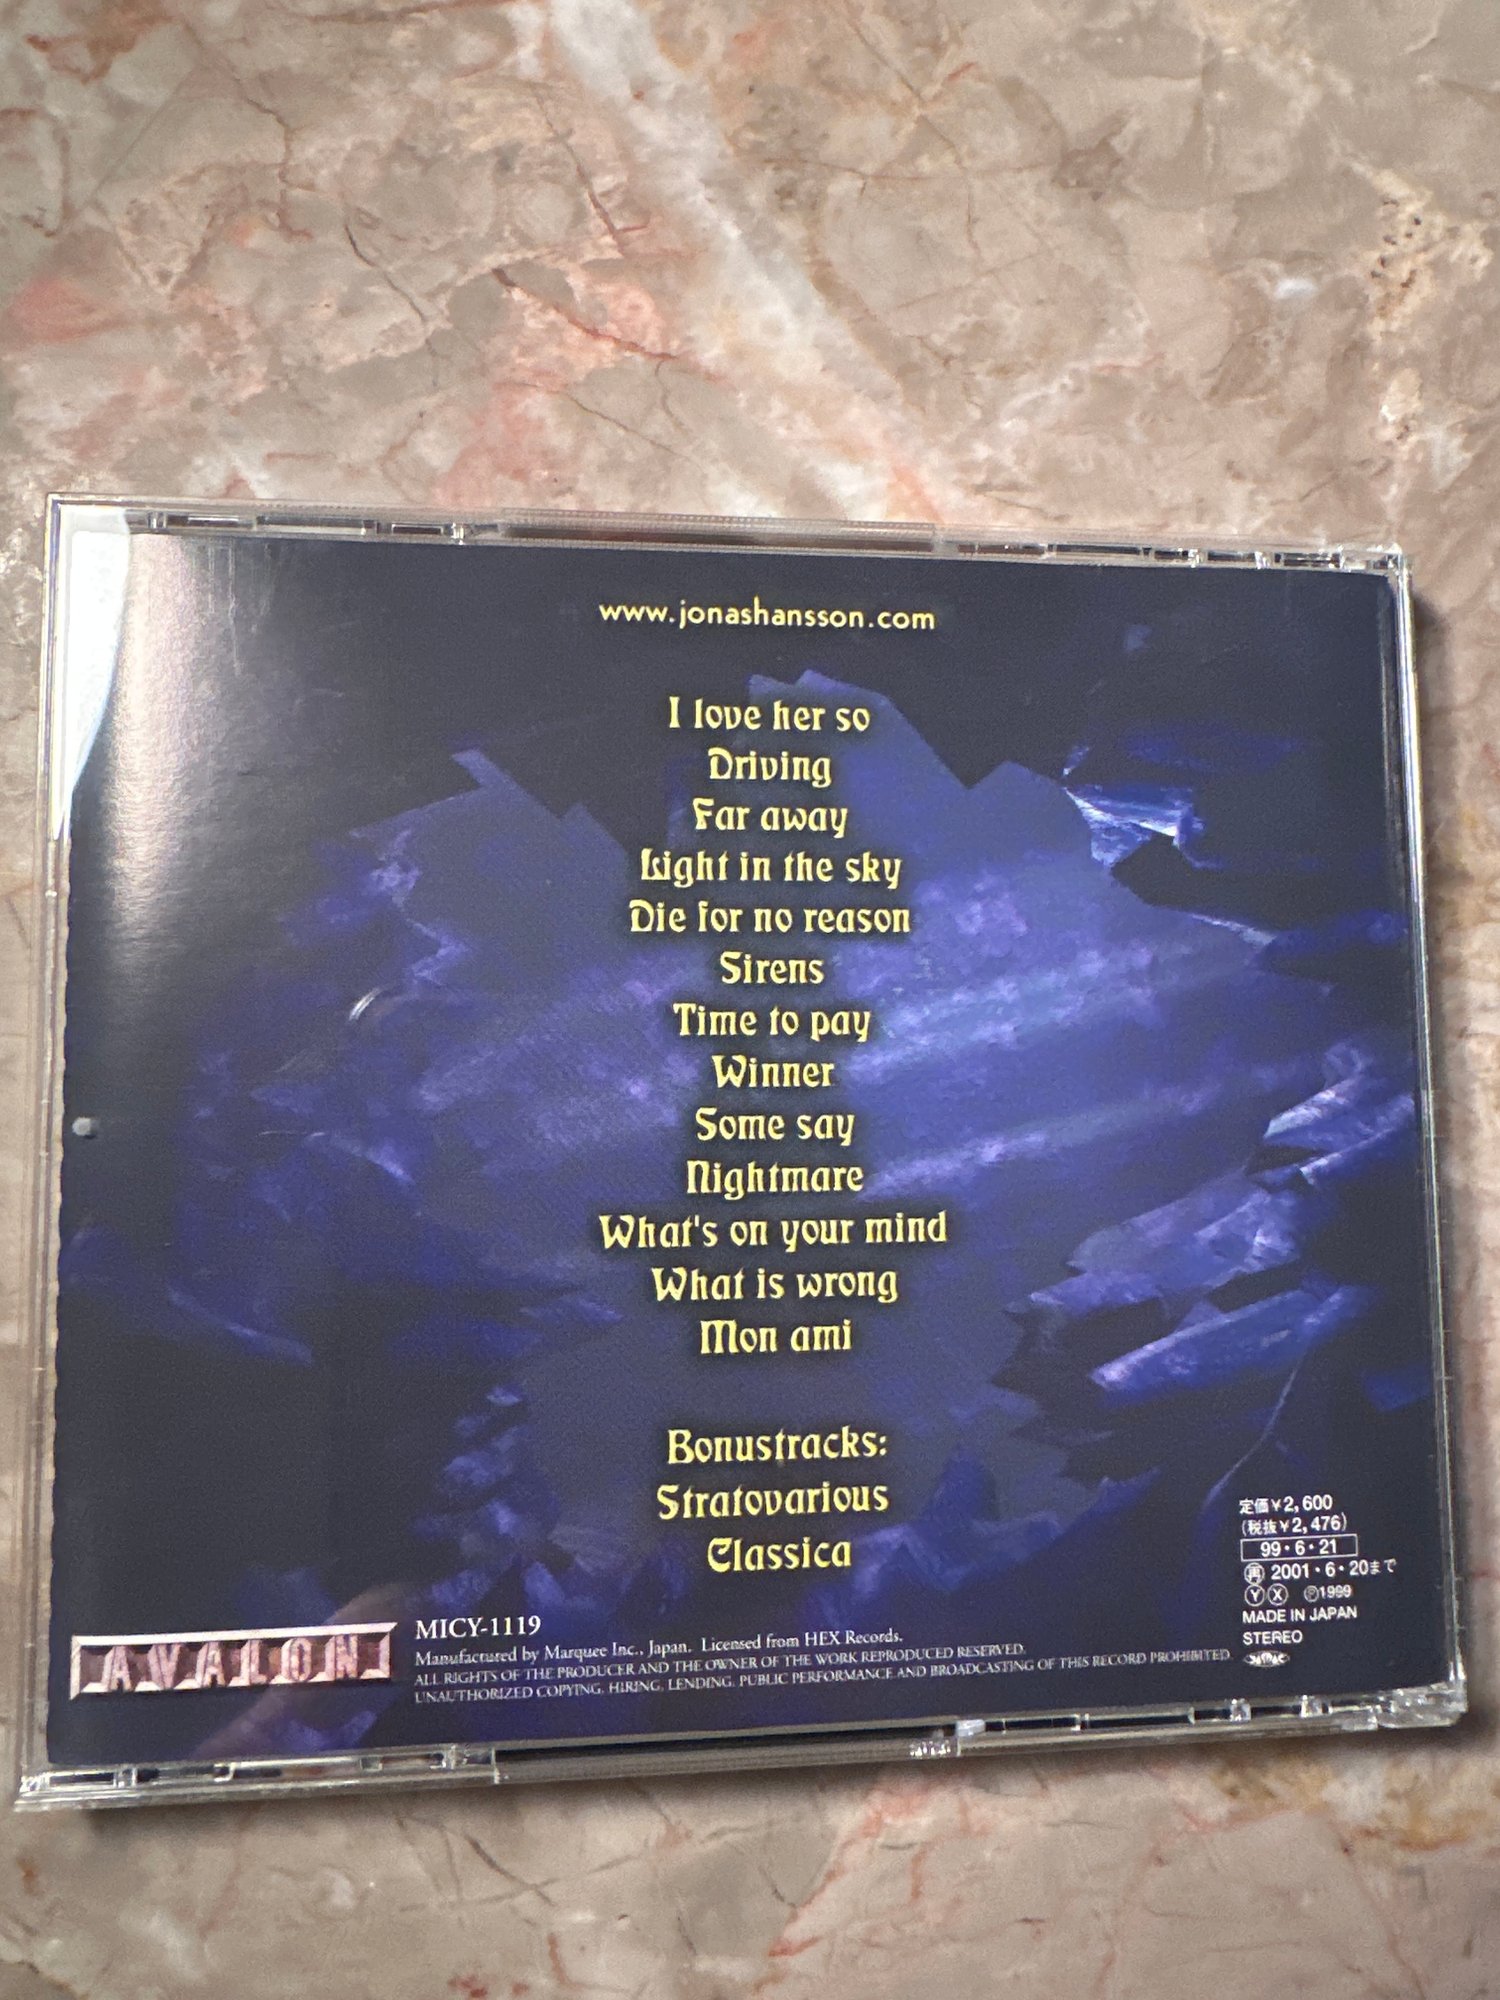 www.jonashansson.com
I love her so
Driving
Far away
Light in the sky
Die for no reason
Sirens
Time to pay
Winner
Some say
Nightmare
What's on your mind
What is wrong
Mon ami
Bonustracks:
Stratovarious
Classica
AVALON
MICY-1119
Manufactured by Marquee Inc., Japan. Licensed from HEX Records.
ALL RIGHTS OF THE PRODUCER AND THE OWNER OF THE WORK REPRODUCED RESERVED.
UNAUTHORIZED COPYING, HIRING, LENDING, PUBLIC PERFORMANCE AND BROADCASTING OF THIS RECORD PROHIBITED.
定価¥2,600
(税抜¥2,476)
99・6・21
再 2001・6・20まで
Ⓨ Ⓧ ℗1999
MADE IN JAPAN
STEREO